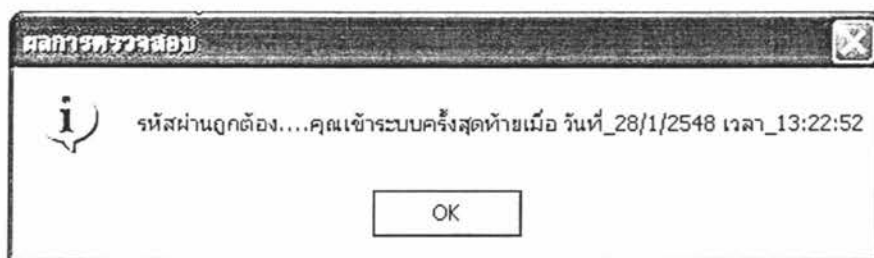 ผลการตรวจสอบ
รหัสผ่านถูกต้อง....คุณเข้าระบบครั้งสุดท้ายเมื่อ วันที่_28/1/2548 เวลา_13:22:52
OK